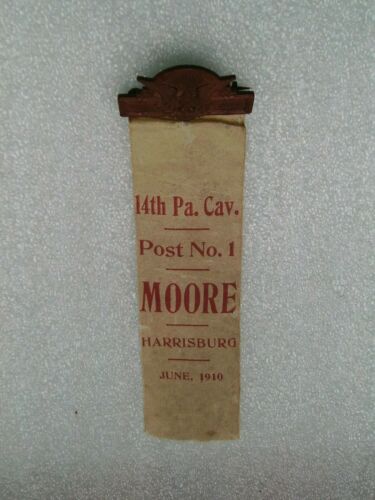 14th Pa. Cav.
Post No. 1
MOORE
HARRISBURG
JUNE, 1910